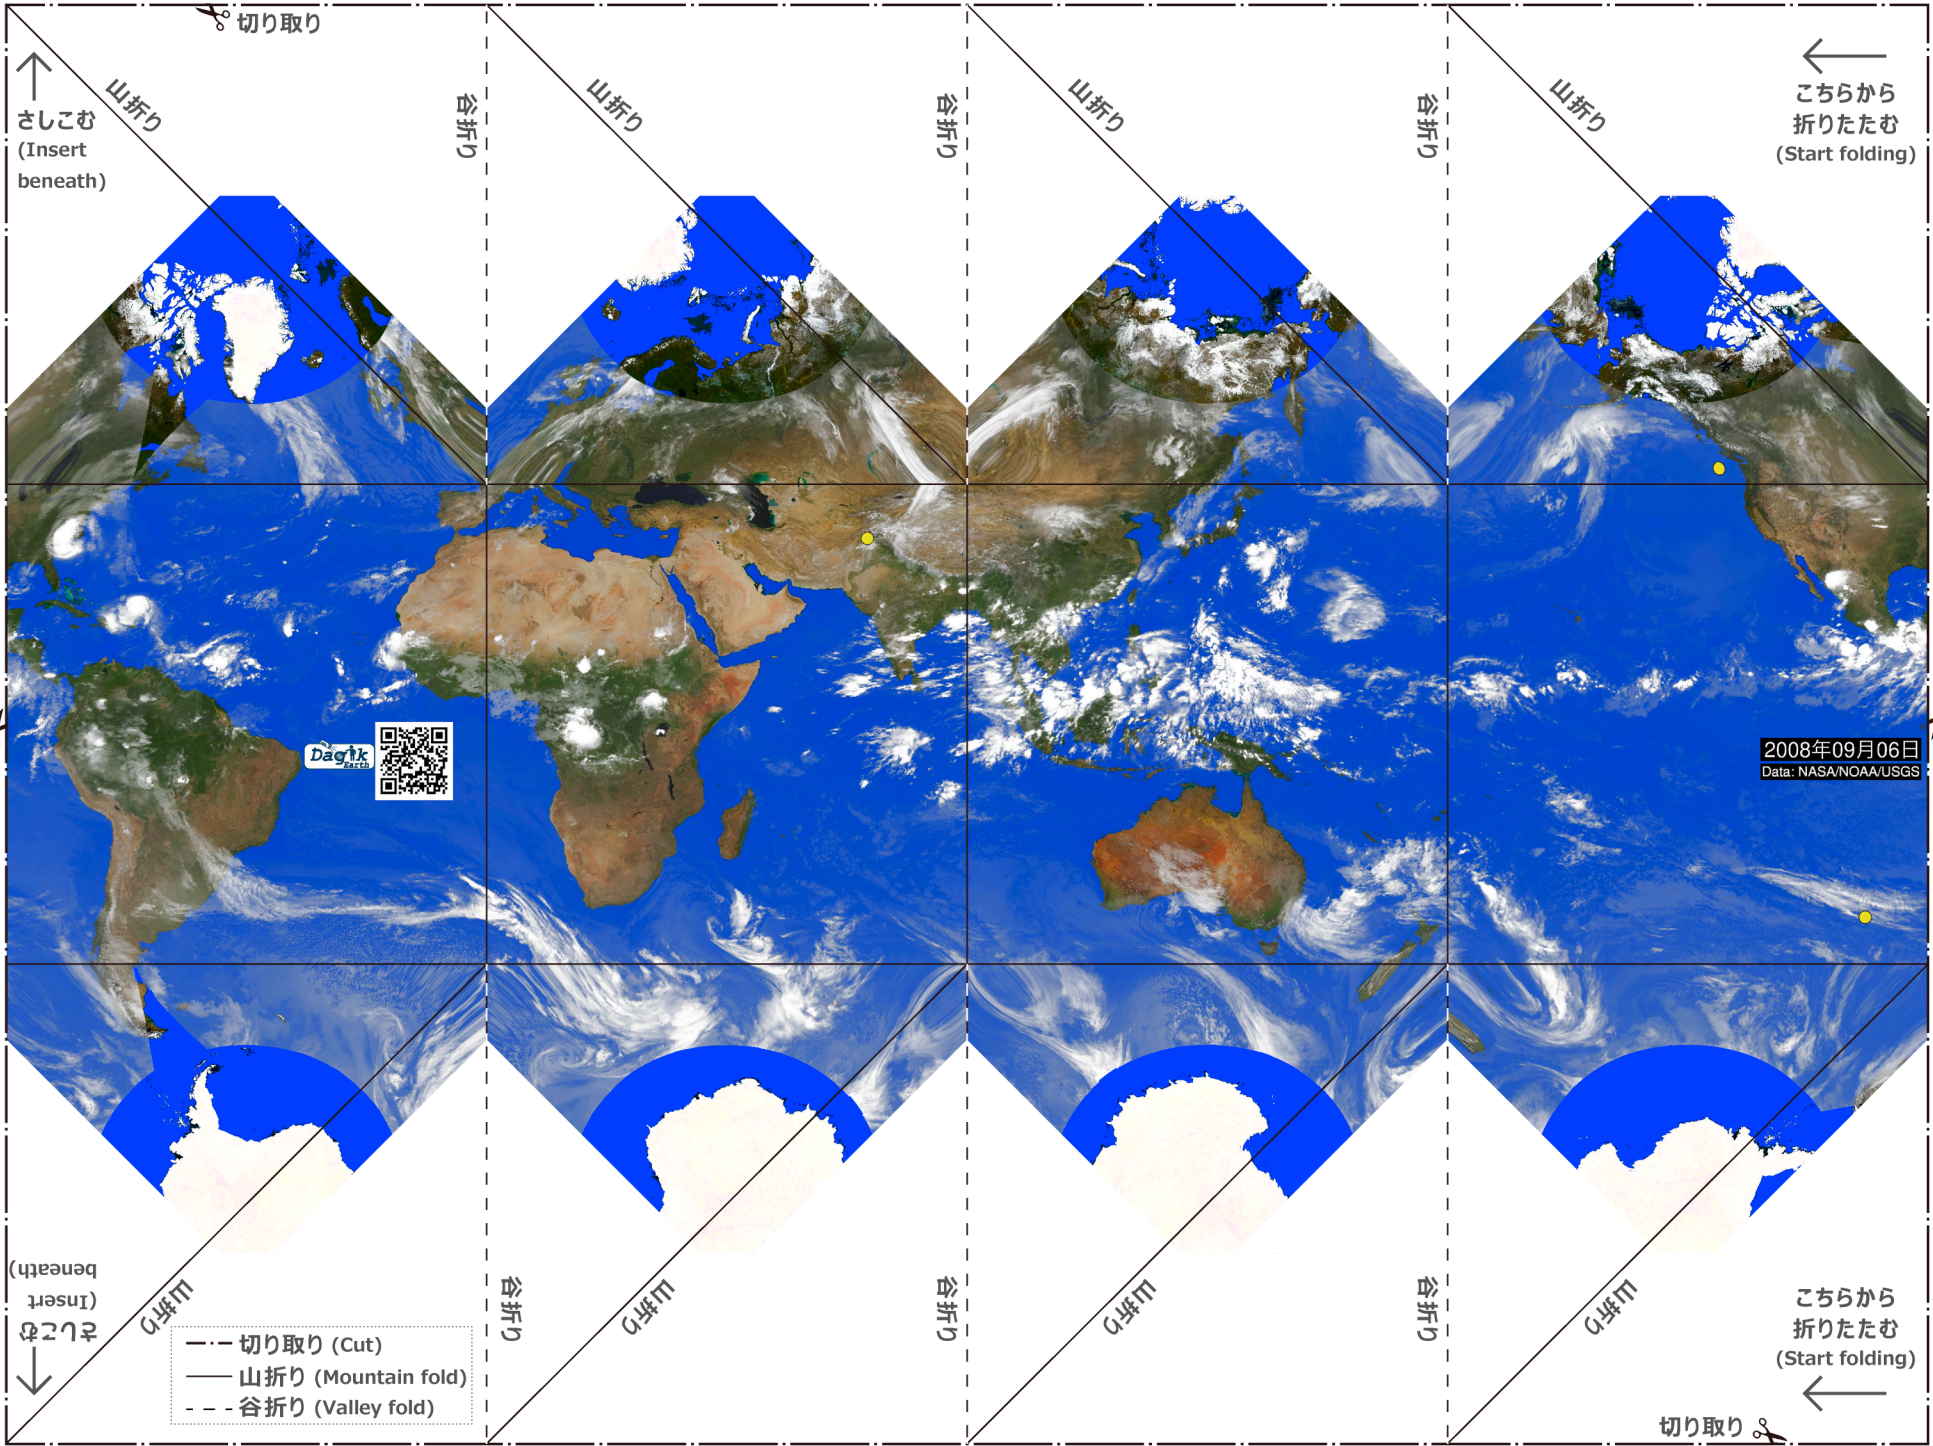 切り取り
山折り
谷折り
山折り
谷折り
山折り
谷折り
山折り
さしこむ
(Insert
beneath)
こちらから
折りたたむ
(Start folding)
Dagik
Earth
2008年09月06日
Data: NASA/NOAA/USGS
さしこむ
(Insert
beneath)
山折り
谷折り
山折り
谷折り
山折り
谷折り
山折り
こちらから
折りたたむ
(Start folding)
切り取り (Cut)
山折り (Mountain fold)
谷折り (Valley fold)
切り取り